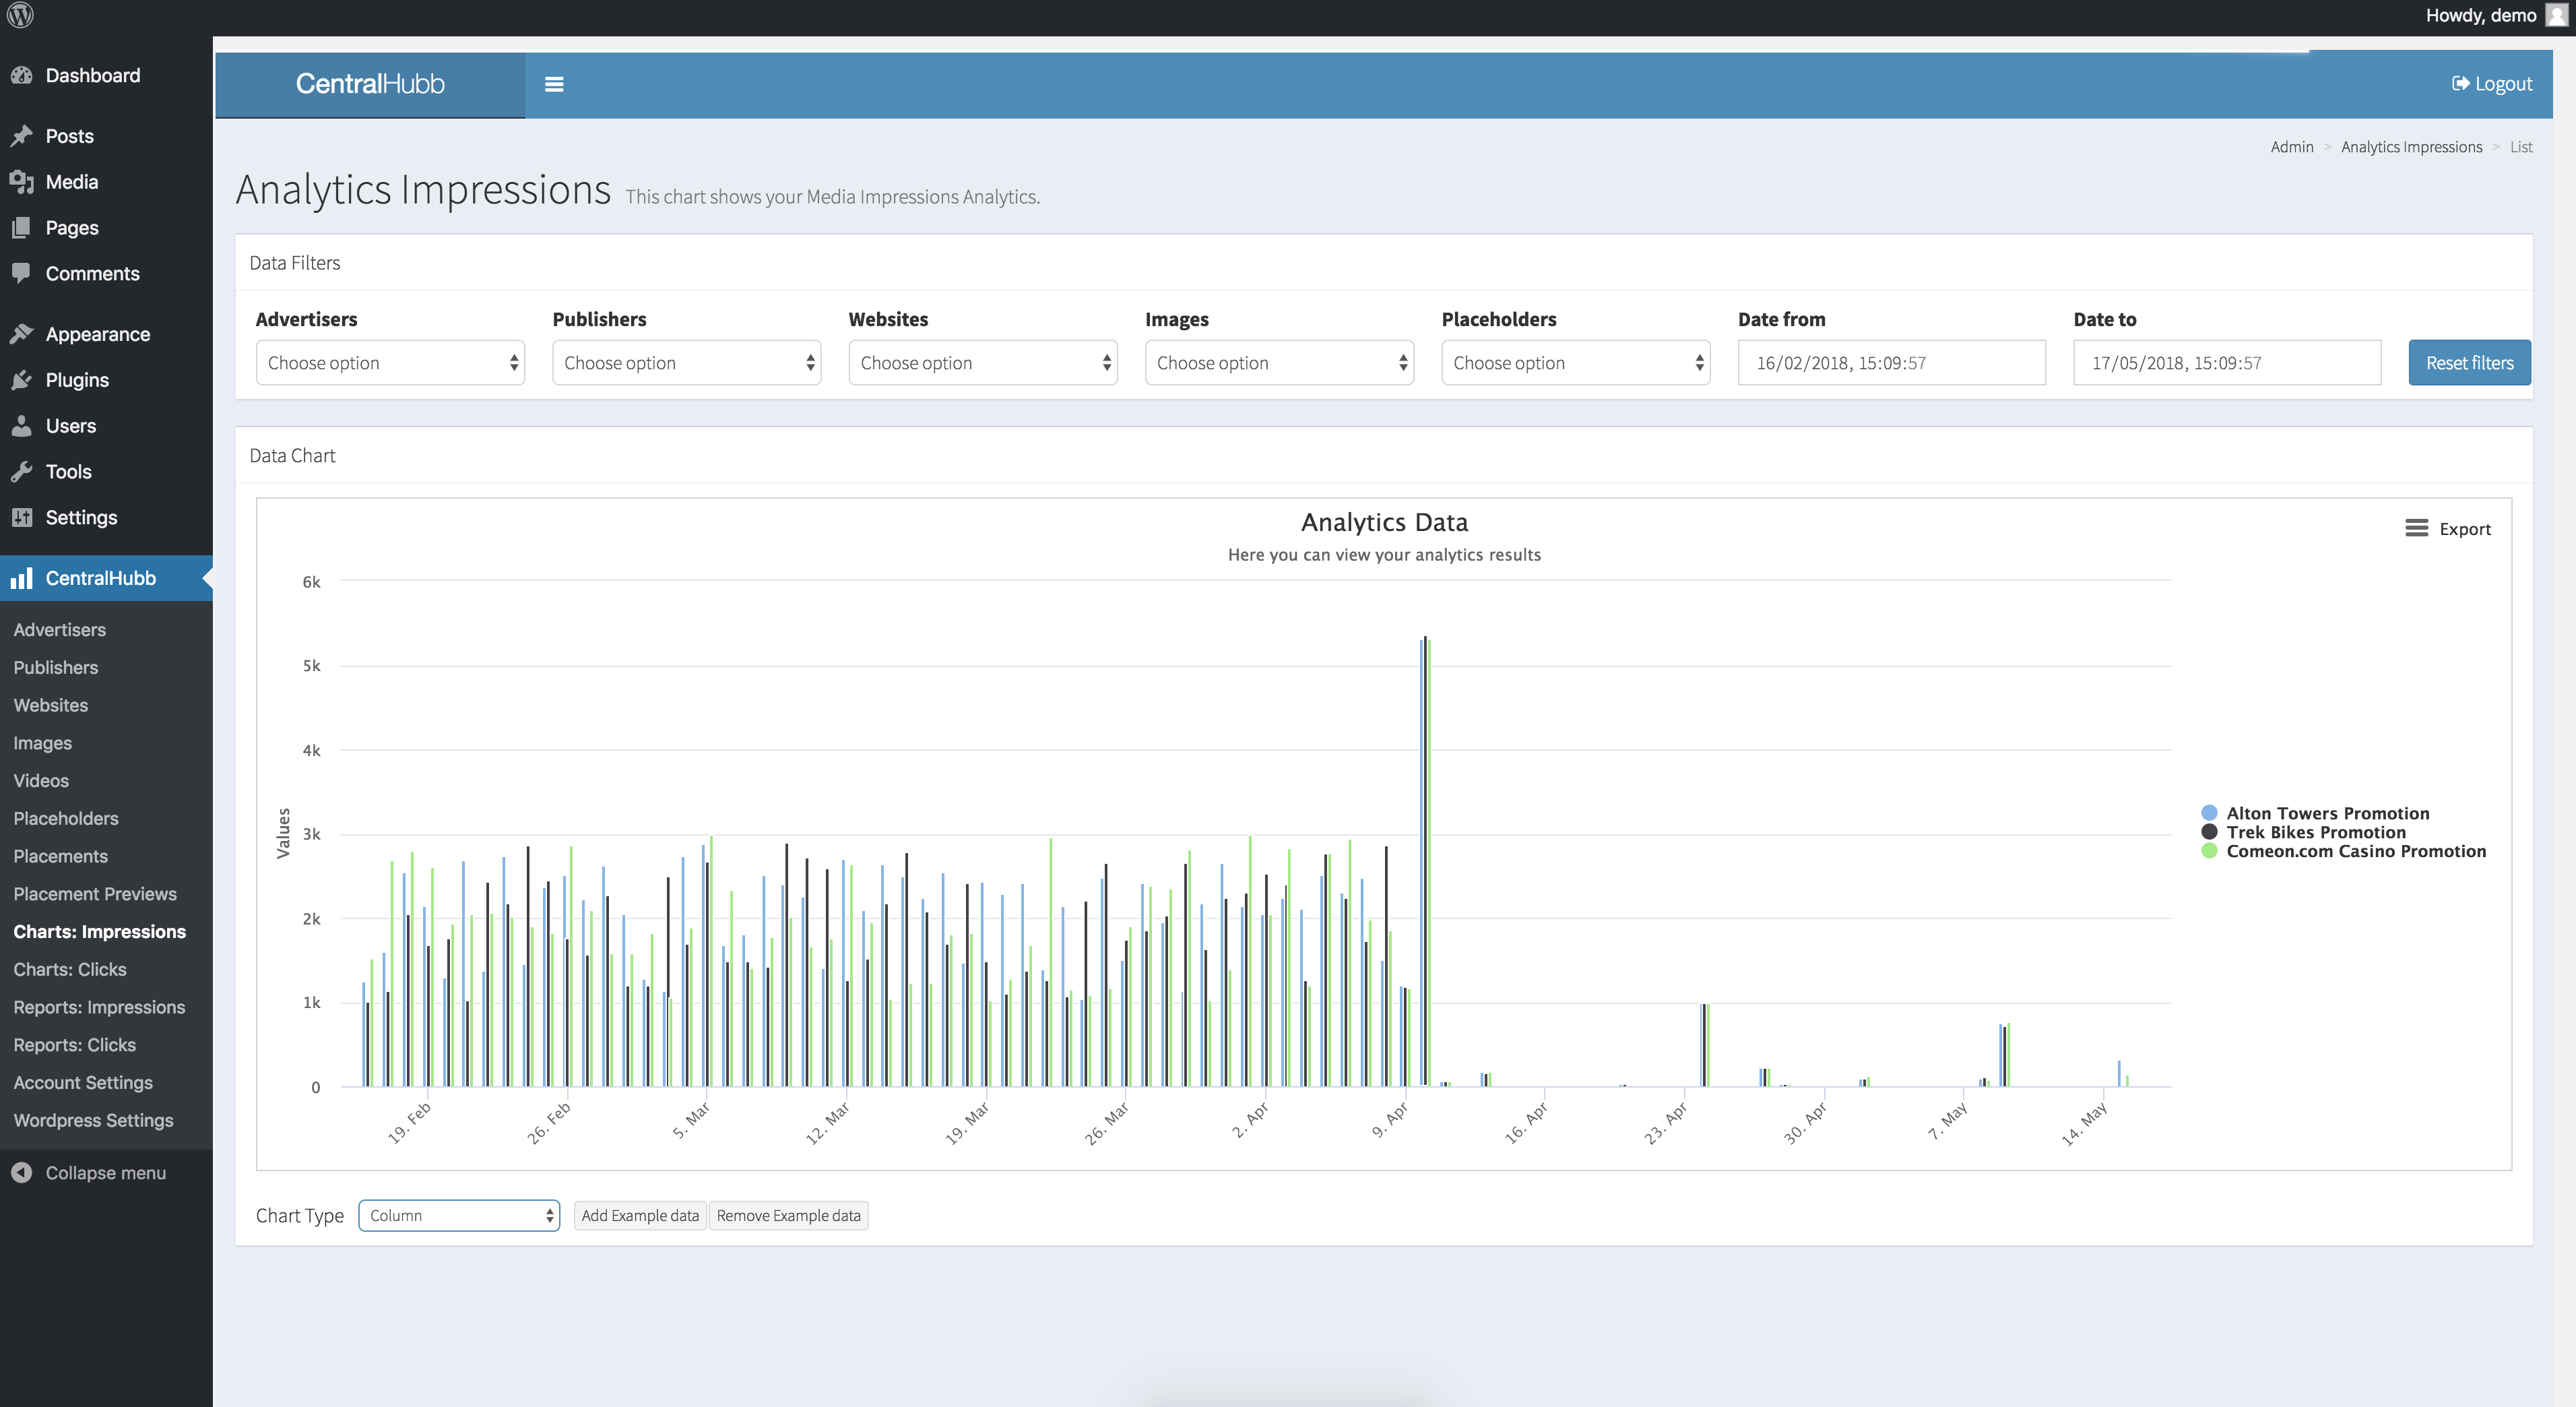 Howdy, demo
Dashboard
Posts
Media
Pages
Comments
Appearance
Plugins
Users
Tools
Settings
CentralHubb
Advertisers
Publishers
Websites
Images
Videos
Placeholders
Placements
Placement Previews
Charts: Impressions
Charts: Clicks
Reports: Impressions
Reports: Clicks
Account Settings
Wordpress Settings
Collapse menu
CentralHubb
Logout
Admin > Analytics Impressions > List
Analytics Impressions This chart shows your Media Impressions Analytics.
Data Filters
Advertisers Publishers Websites Images Placeholders Date from Date to
Choose option Choose option Choose option Choose option Choose option 16/02/2018, 15:09:57 17/05/2018, 15:09:57 Reset filters
Data Chart
Analytics Data
Export
Here you can view your analytics results
6k
5k
4k
3k
2k
1k
0
Values
19. Feb 26. Feb 5. Mar 12. Mar 19. Mar 26. Mar 2. Apr 9. Apr 16. Apr 23. Apr 30. Apr 7. May 14. May
Alton Towers Promotion
Trek Bikes Promotion
Comeon.com Casino Promotion
Chart Type Column Add Example data Remove Example data